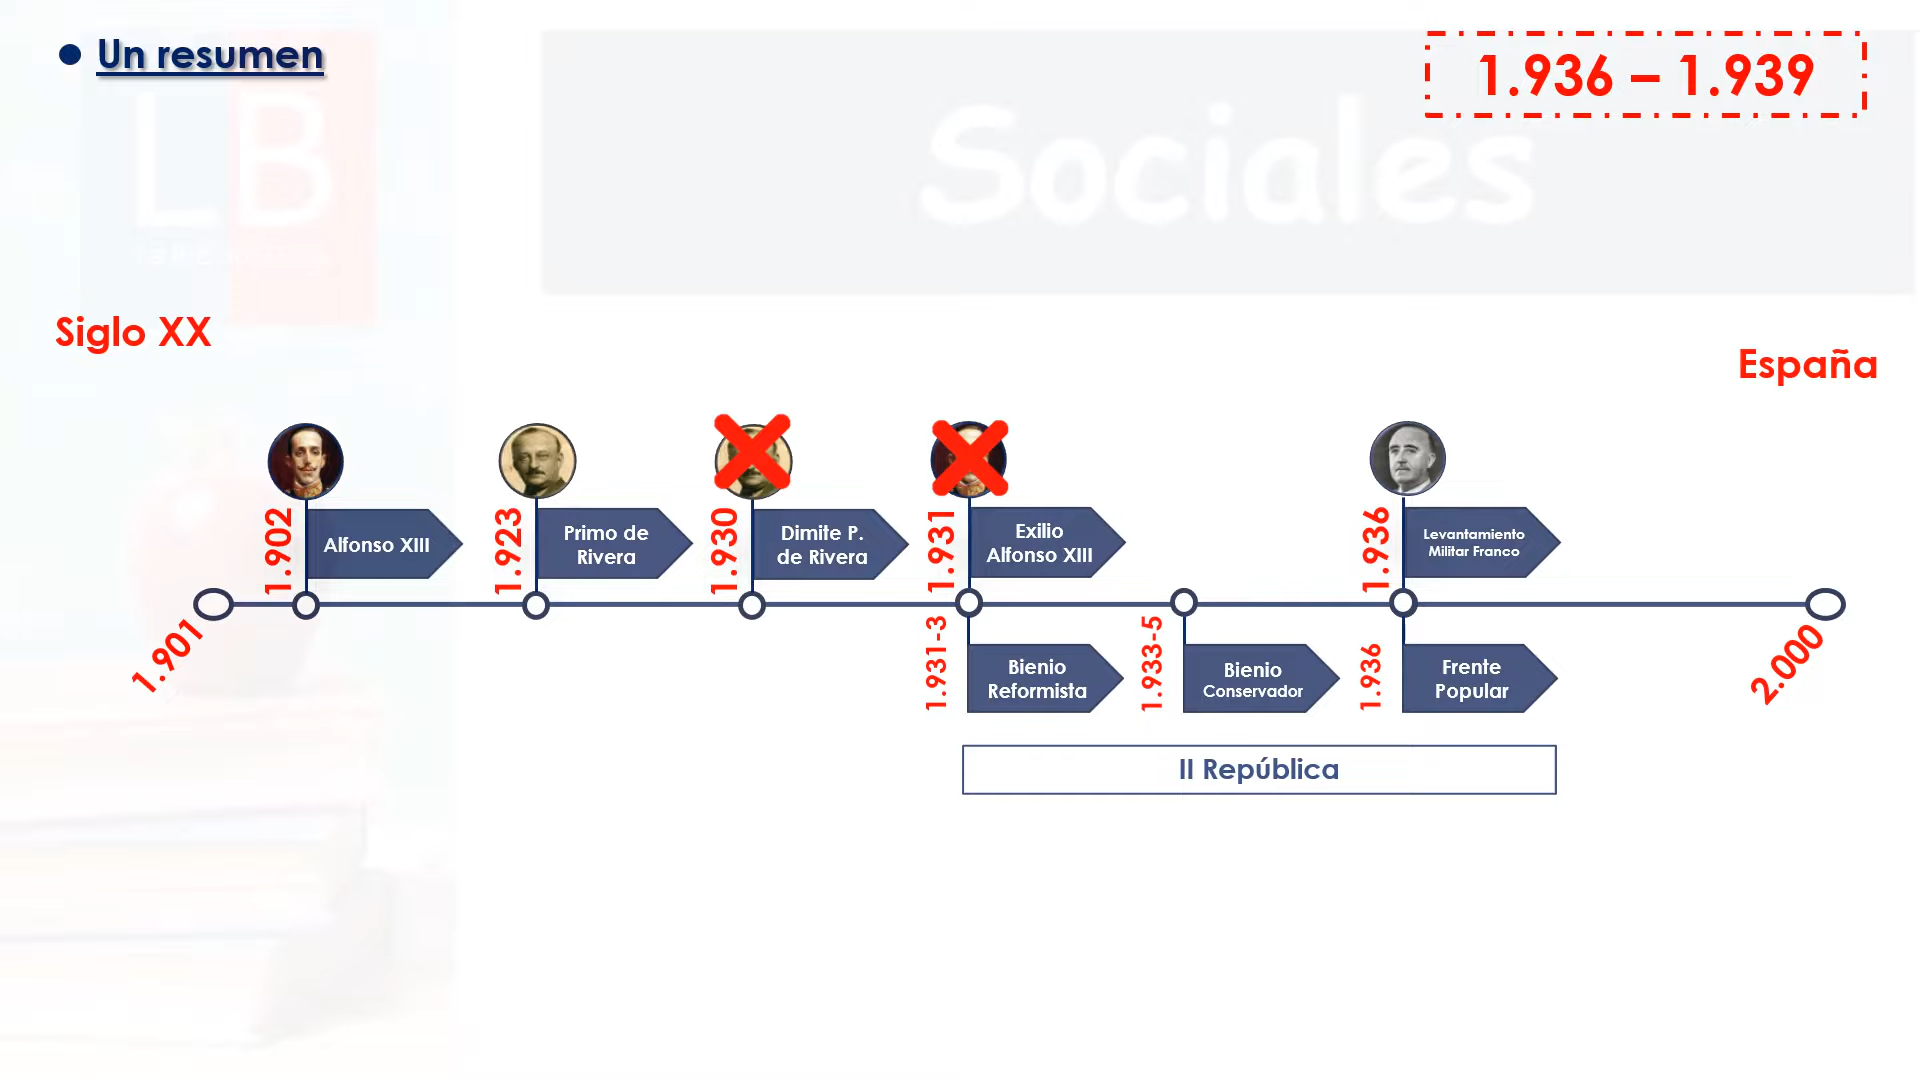 Un resumen
1.936 – 1.939
Sociales
LB
Siglo XX
España
1.902
Alfonso XIII
1.923
Primo de
Rivera
1.930
Dimite P.
de Rivera
1.931
Exilio
Alfonso XIII
1.936
Levantamiento
Militar Franco
1.901
1.931-3
Bienio
Reformista
1.933-5
Bienio
Conservador
1.936
Frente
Popular
2.000
II República